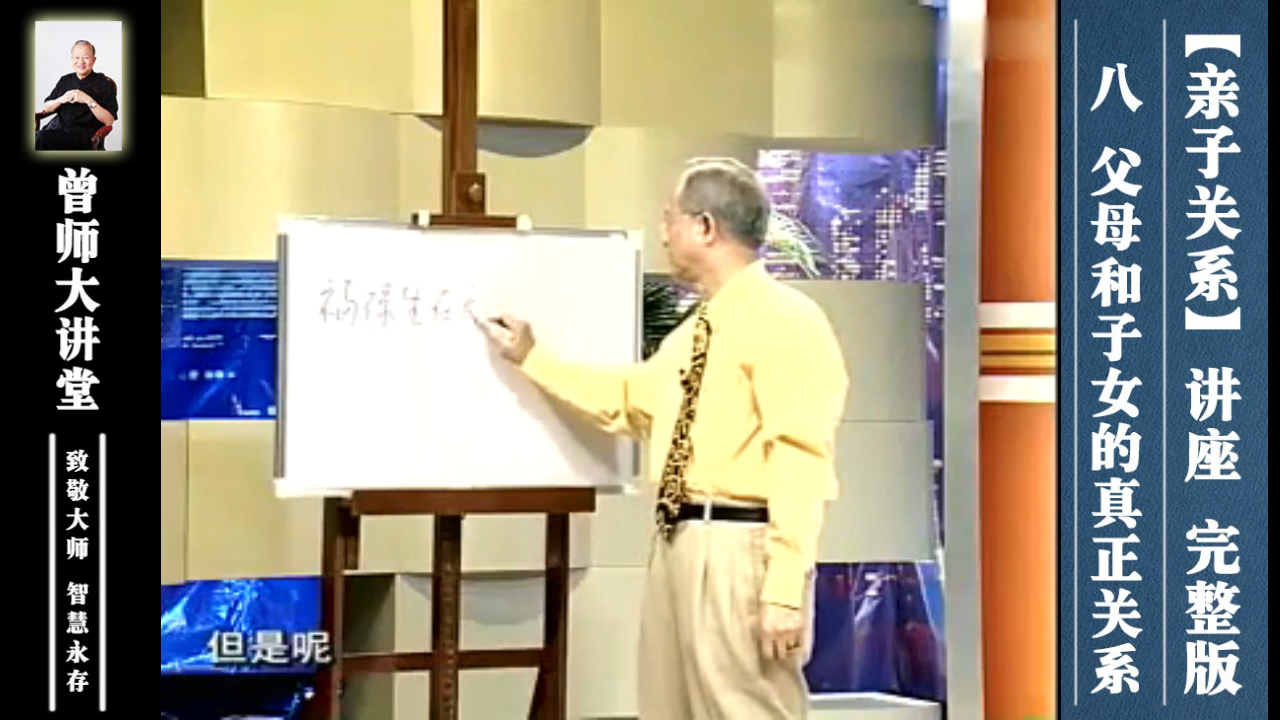 曾师大讲堂
致敬大师 智慧永存
祸福生在
但是呢
【亲子关系】讲座 完整版
八 父母和子女的真正关系